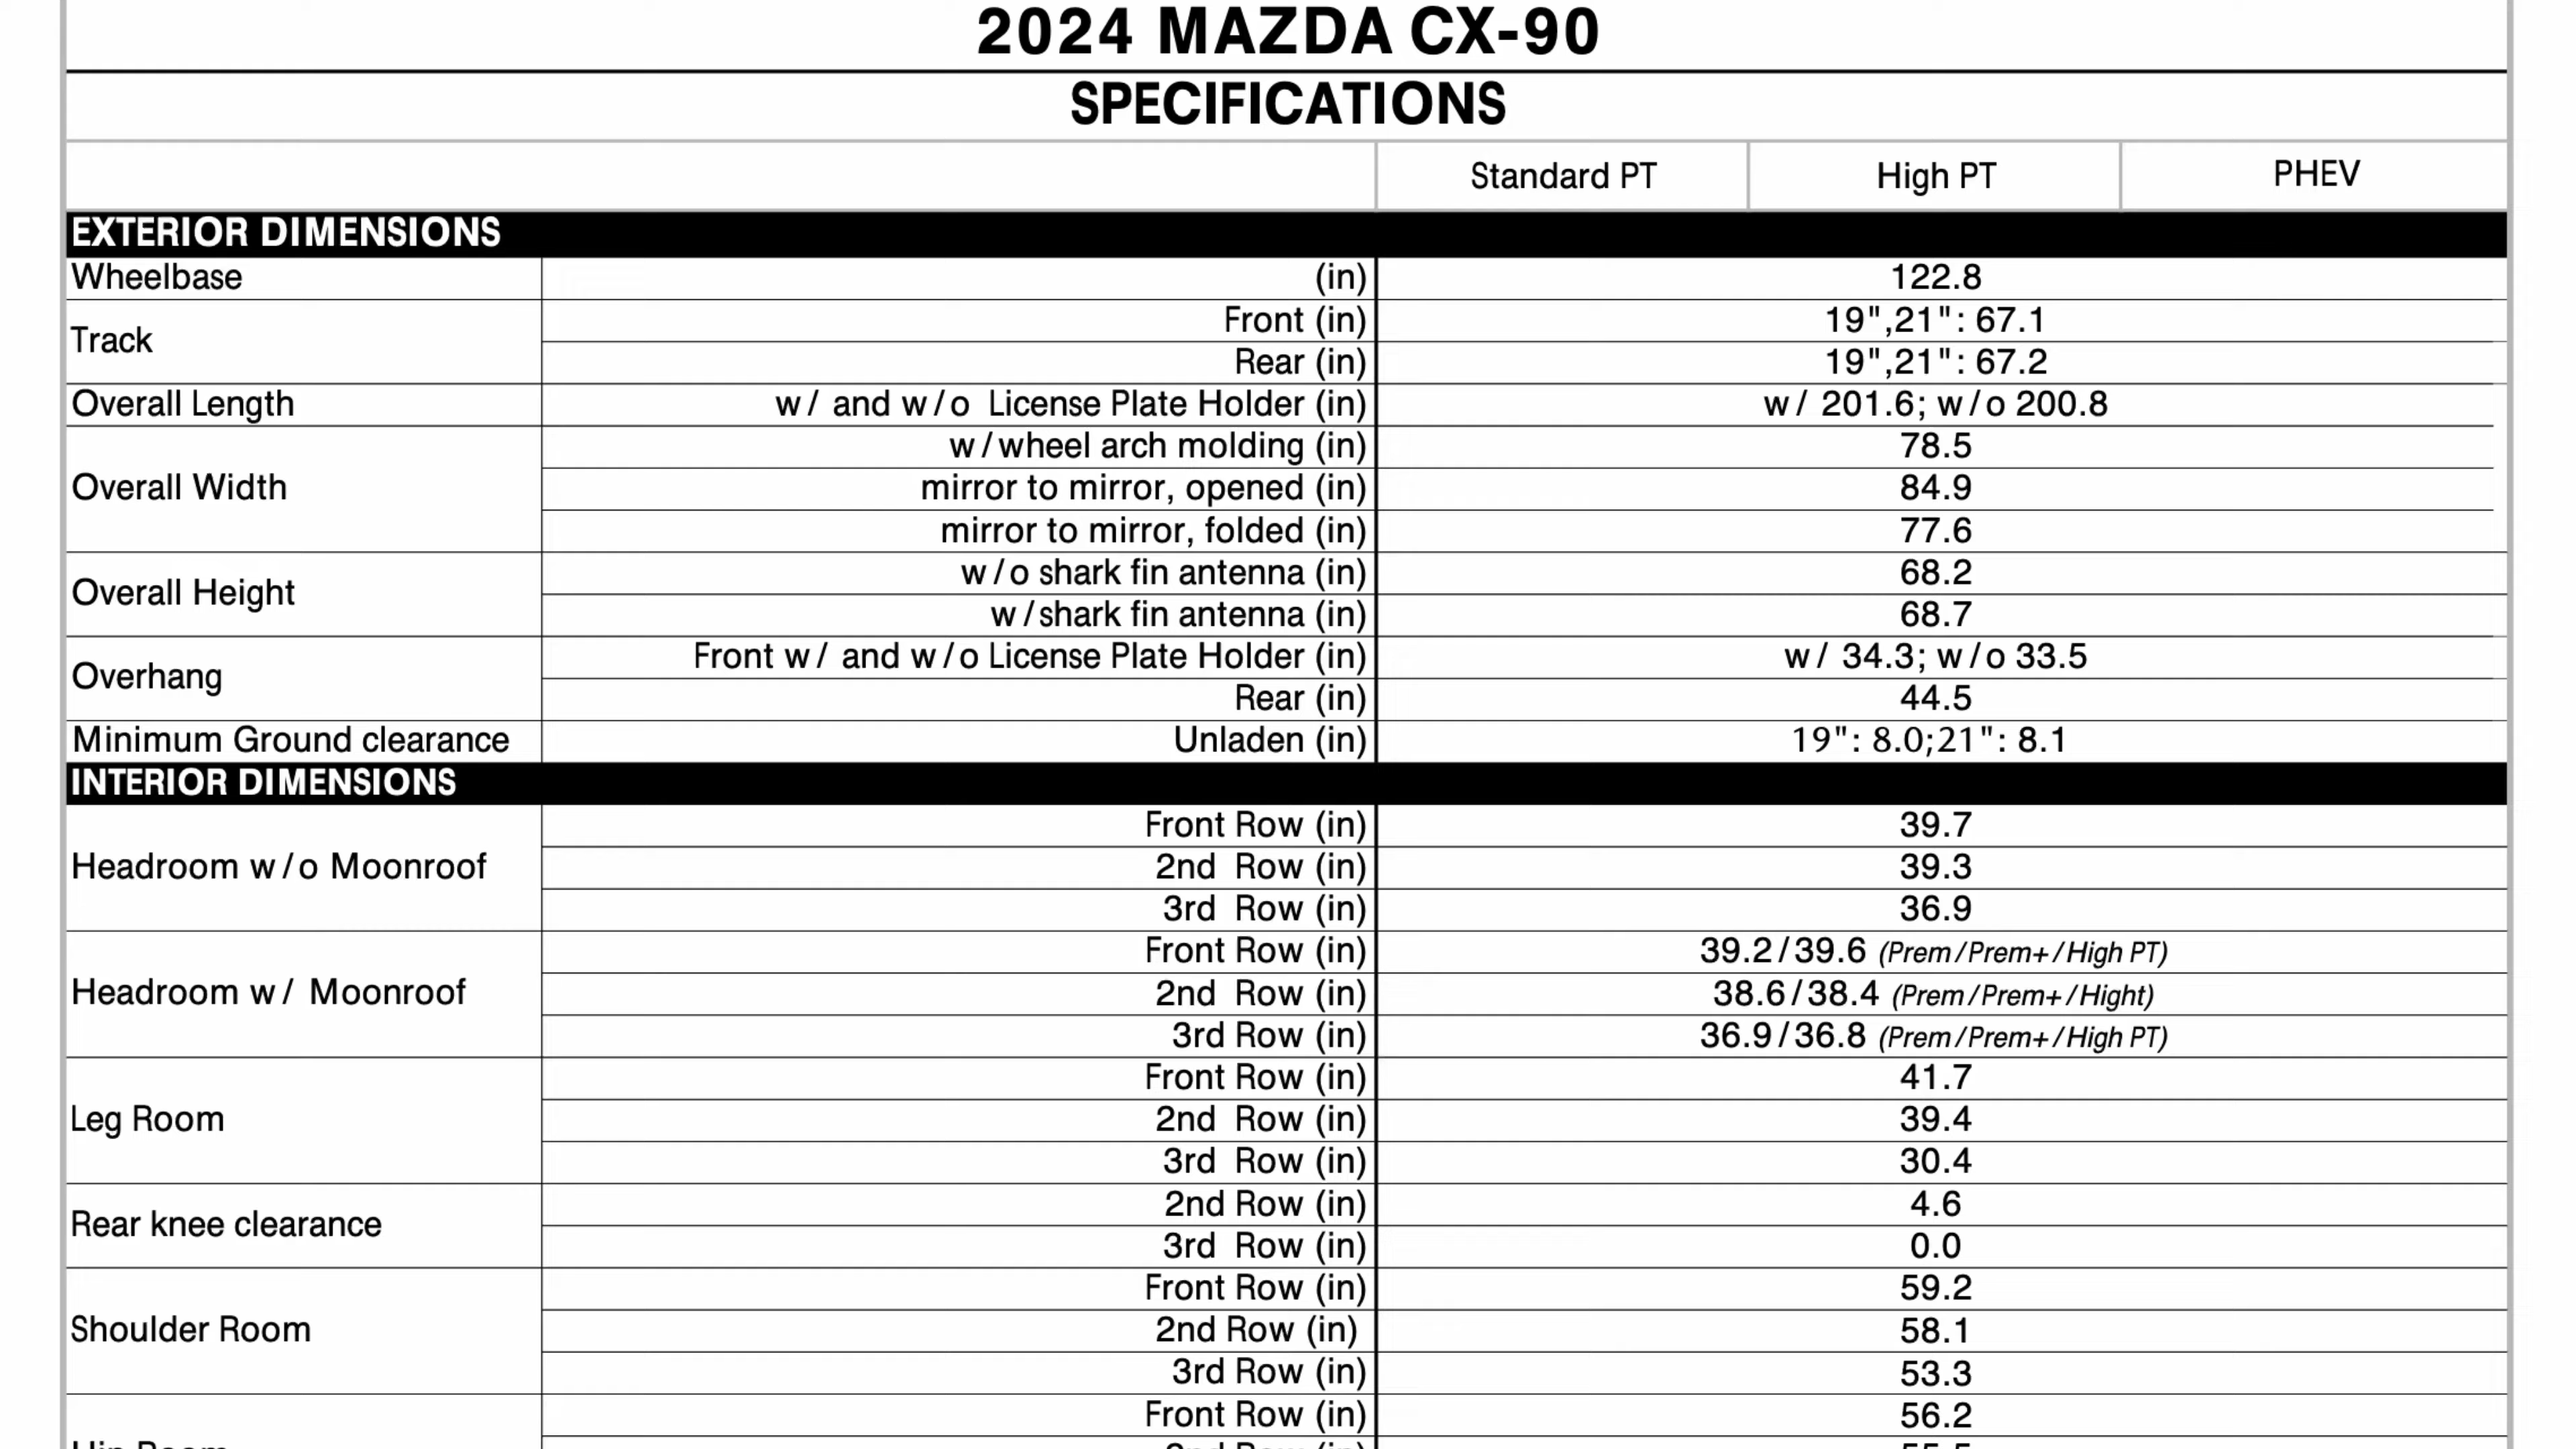 2024 MAZDA CX-90
SPECIFICATIONS
Standard PT High PT PHEV
EXTERIOR DIMENSIONS
Wheelbase (in) 122.8
Track Front (in) 19",21": 67.1
Rear (in) 19",21": 67.2
Overall Length w/ and w/o License Plate Holder (in) w/ 201.6; w/o 200.8
Overall Width w/wheel arch molding (in) 78.5
mirror to mirror, opened (in) 84.9
mirror to mirror, folded (in) 77.6
Overall Height w/o shark fin antenna (in) 68.2
w/shark fin antenna (in) 68.7
Overhang Front w/ and w/o License Plate Holder (in) w/ 34.3; w/o 33.5
Rear (in) 44.5
Minimum Ground clearance Unladen (in) 19": 8.0;21": 8.1
INTERIOR DIMENSIONS
Headroom w/o Moonroof Front Row (in) 39.7
2nd Row (in) 39.3
3rd Row (in) 36.9
Headroom w/ Moonroof Front Row (in) 39.2/39.6 (Prem/Prem+/High PT)
2nd Row (in) 38.6/38.4 (Prem/Prem+/Hight)
3rd Row (in) 36.9/36.8 (Prem/Prem+/High PT)
Leg Room Front Row (in) 41.7
2nd Row (in) 39.4
3rd Row (in) 30.4
Rear knee clearance 2nd Row (in) 4.6
3rd Row (in) 0.0
Shoulder Room Front Row (in) 59.2
2nd Row (in) 58.1
3rd Row (in) 53.3
Front Row (in) 56.2